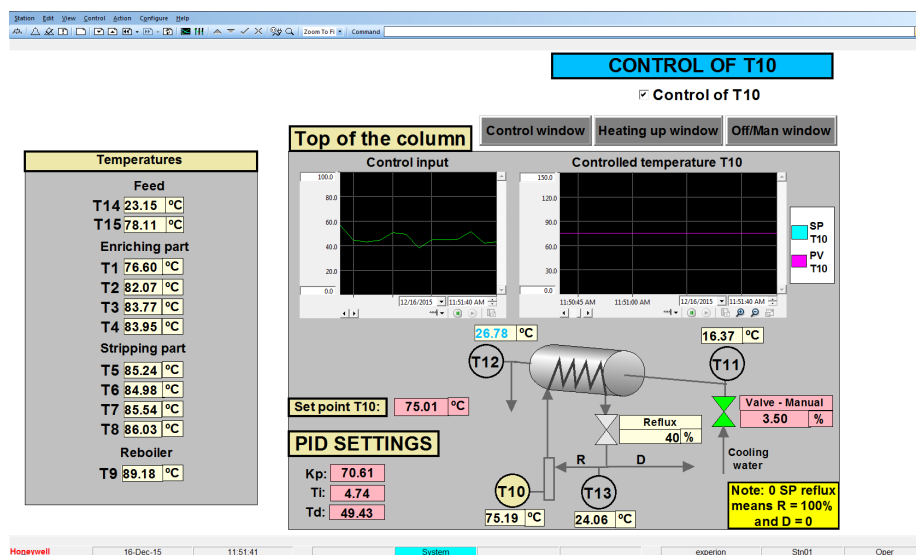 Station Edit View Control Action Configure Help
Zoom To Fi Command
CONTROL OF T10
Control of T10
Top of the column
Control window
Heating up window
Off/Man window
Temperatures
Feed
T14 23.15 ºC
T15 78.11 ºC
Enriching part
T1 76.60 ºC
T2 82.07 ºC
T3 83.77 ºC
T4 83.95 ºC
Stripping part
T5 85.24 ºC
T6 84.98 ºC
T7 85.54 ºC
T8 86.03 ºC
Reboiler
T9 89.18 ºC
Control input
100.0
80.0
60.0
40.0
20.0
0.0
12/16/2015 11:51:40 AM
Controlled temperature T10
150.0
120.0
90.0
60.0
30.0
0.0
11:50:45 AM 11:51:00 AM 12/16/2015 11:51:40 AM
SP
T10
PV
T10
26.78 ºC
T12
16.37 ºC
T11
Set point T10: 75.01 ºC
Valve - Manual
3.50 %
Reflux
40 %
PID SETTINGS
Kp: 70.61
Ti: 4.74
Td: 49.43
R D
Cooling
water
T10
75.19 ºC
T13
24.06 ºC
Note: 0 SP reflux
means R = 100%
and D = 0
Honeywell 16-Dec-15 11:51:41 System experion Stn01 Oper